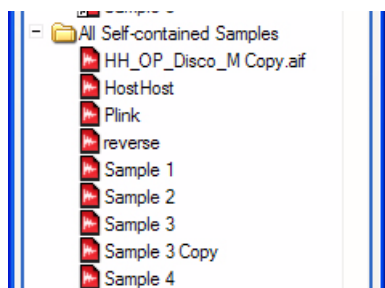 All Self-contained Samples
HH_OP_Disco_M Copy.aif
HostHost
Plink
reverse
Sample 1
Sample 2
Sample 3
Sample 3 Copy
Sample 4